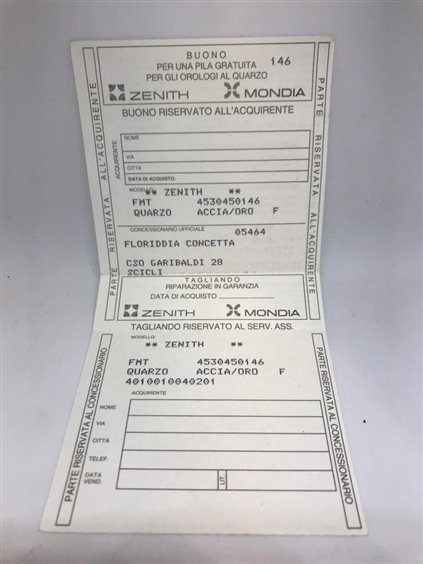 BUONO
PER UNA PILA GRATUITA 146
PER GLI OROLOGI AL QUARZO
ZENITH MONDIA
BUONO RISERVATO ALL'ACQUIRENTE
PARTE RISERVATA ALL'ACQUIRENTE
PARTE RISERVATA ALL'ACQUIRENTE
ACQUIRENTE
NOME
VIA
CITTÀ
DATA DI ACQUISTO:
MODELLO:
** ZENITH **
FMT 4530450146
QUARZO ACCIA/ORO F
CONCESSIONARIO UFFICIALE 05464
FLORIDDIA CONCETTA
CSO GARIBALDI 28
SCICLI
TAGLIANDO
RIPARAZIONE IN GARANZIA
DATA DI ACQUISTO
ZENITH MONDIA
TAGLIANDO RISERVATO AL SERV. ASS.
MODELLO:
** ZENITH **
FMT 4530450146
QUARZO ACCIA/ORO F
4010010040201
ACQUIRENTE
NOME
VIA
CITTÀ
TELEF.
DATA
VEND.
LIT.
PARTE RISERVATA AL CONCESSIONARIO
PARTE RISERVATA AL CONCESSIONARIO